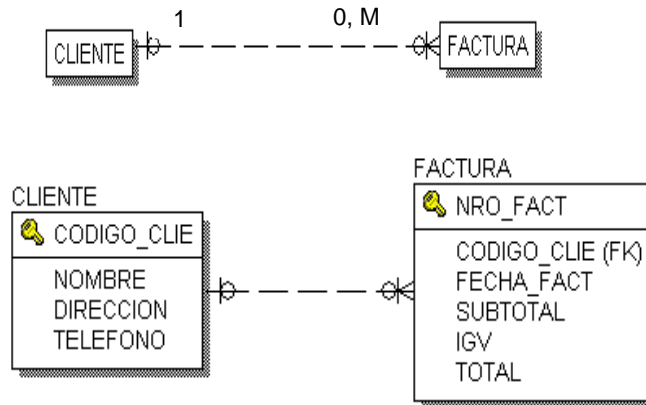 1
0, M
CLIENTE
FACTURA
CLIENTE
CODIGO_CLIE
NOMBRE
DIRECCION
TELEFONO
FACTURA
NRO_FACT
CODIGO_CLIE (FK)
FECHA_FACT
SUBTOTAL
IGV
TOTAL